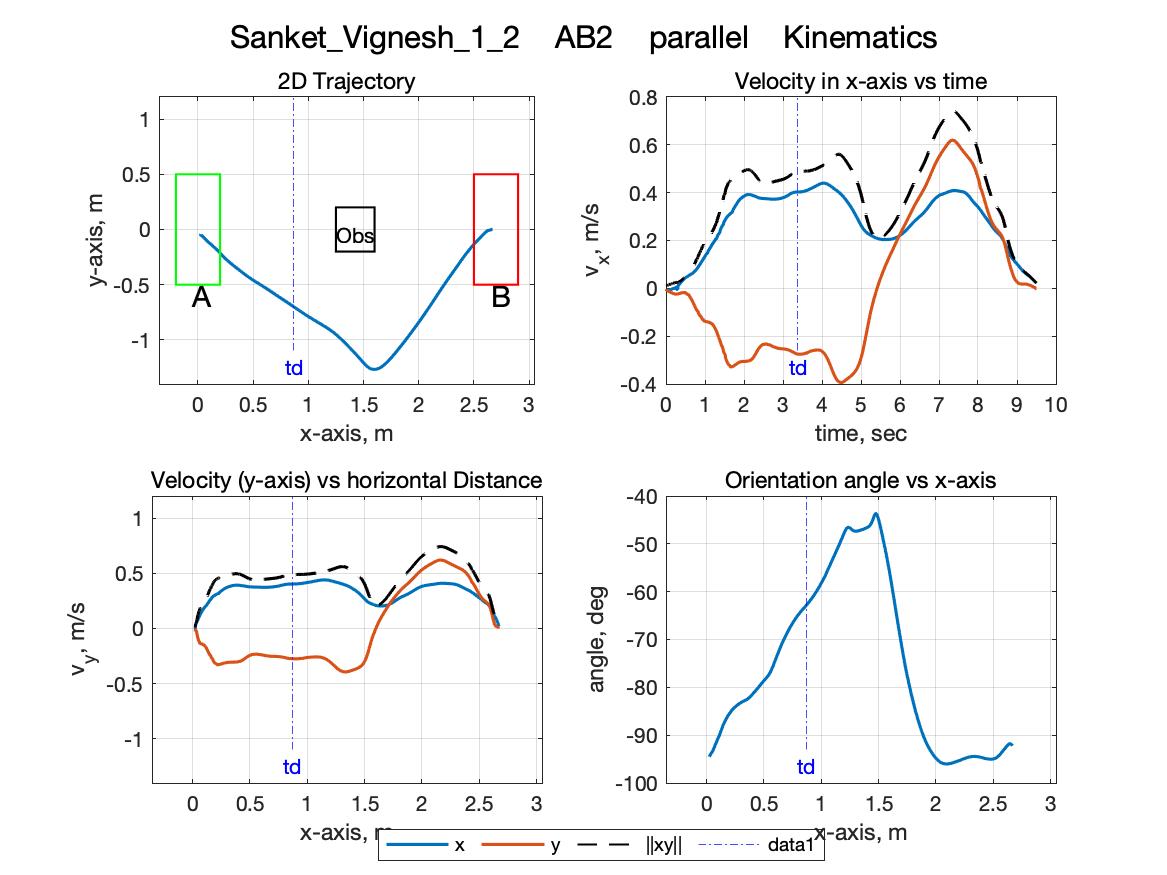 Sanket_Vignesh_1_2 AB2 parallel Kinematics
2D Trajectory
1
0.5
0
-0.5
-1
y-axis, m
Obs
A
B
td
0 0.5 1 1.5 2 2.5 3
x-axis, m
Velocity in x-axis vs time
0.8
0.6
0.4
0.2
0
-0.2
-0.4
vx, m/s
td
0 1 2 3 4 5 6 7 8 9 10
time, sec
Velocity (y-axis) vs horizontal Distance
1
0.5
0
-0.5
-1
vy, m/s
td
0 0.5 1 1.5 2 2.5 3
x-axis, m
Orientation angle vs x-axis
-40
-50
-60
-70
-80
-90
-100
angle, deg
td
0 0.5 1 1.5 2 2.5 3
x-axis, m
x y ||xy|| data1